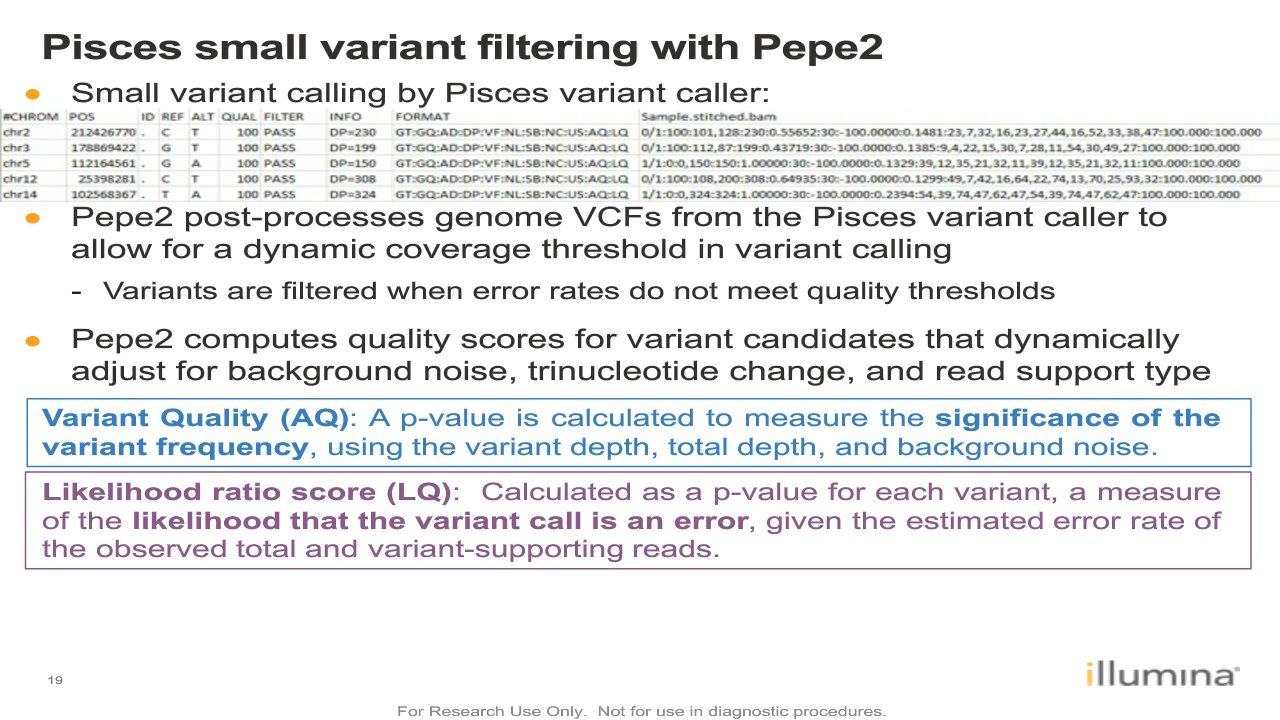 Pisces small variant filtering with Pepe2
Small variant calling by Pisces variant caller:
#CHROM POS ID REF ALT QUAL FILTER INFO FORMAT Sample.stitched.bam
chr2 212426770 . C T 100 PASS DP=230 GT:GQ:AD:DP:VF:NL:SB:NC:US:AQ:LQ 0/1:100:101,128:230:0.55652:30:-100.0000:0.1481:23,7,32,16,23,27,44,16,52,33,38,47:100.000:100.000
chr3 178869422 . G T 100 PASS DP=199 GT:GQ:AD:DP:VF:NL:SB:NC:US:AQ:LQ 0/1:100:112,87:199:0.43719:30:-100.0000:0.1385:9,4,22,15,30,7,28,11,54,30,49,27:100.000:100.000
chr5 112164561 . G A 100 PASS DP=150 GT:GQ:AD:DP:VF:NL:SB:NC:US:AQ:LQ 1/1:0:0,150:150:1.00000:30:-100.0000:0.1329:39,12,35,21,32,11,39,12,35,21,32,11:100.000:100.000
chr12 25398281 . C T 100 PASS DP=308 GT:GQ:AD:DP:VF:NL:SB:NC:US:AQ:LQ 0/1:100:108,200:308:0.64935:30:-100.0000:0.1299:49,7,42,16,64,22,74,13,70,25,93,32:100.000:100.000
chr14 102568367 . T A 100 PASS DP=324 GT:GQ:AD:DP:VF:NL:SB:NC:US:AQ:LQ 1/1:0:0,324:324:1.00000:30:-100.0000:0.2394:54,39,74,47,62,47,54,39,74,47,62,47:100.000:100.000
Pepe2 post-processes genome VCFs from the Pisces variant caller to
allow for a dynamic coverage threshold in variant calling
- Variants are filtered when error rates do not meet quality thresholds
Pepe2 computes quality scores for variant candidates that dynamically
adjust for background noise, trinucleotide change, and read support type
Variant Quality (AQ): A p-value is calculated to measure the significance of the
variant frequency, using the variant depth, total depth, and background noise.
Likelihood ratio score (LQ): Calculated as a p-value for each variant, a measure
of the likelihood that the variant call is an error, given the estimated error rate of
the observed total and variant-supporting reads.
19
illumina®
For Research Use Only. Not for use in diagnostic procedures.